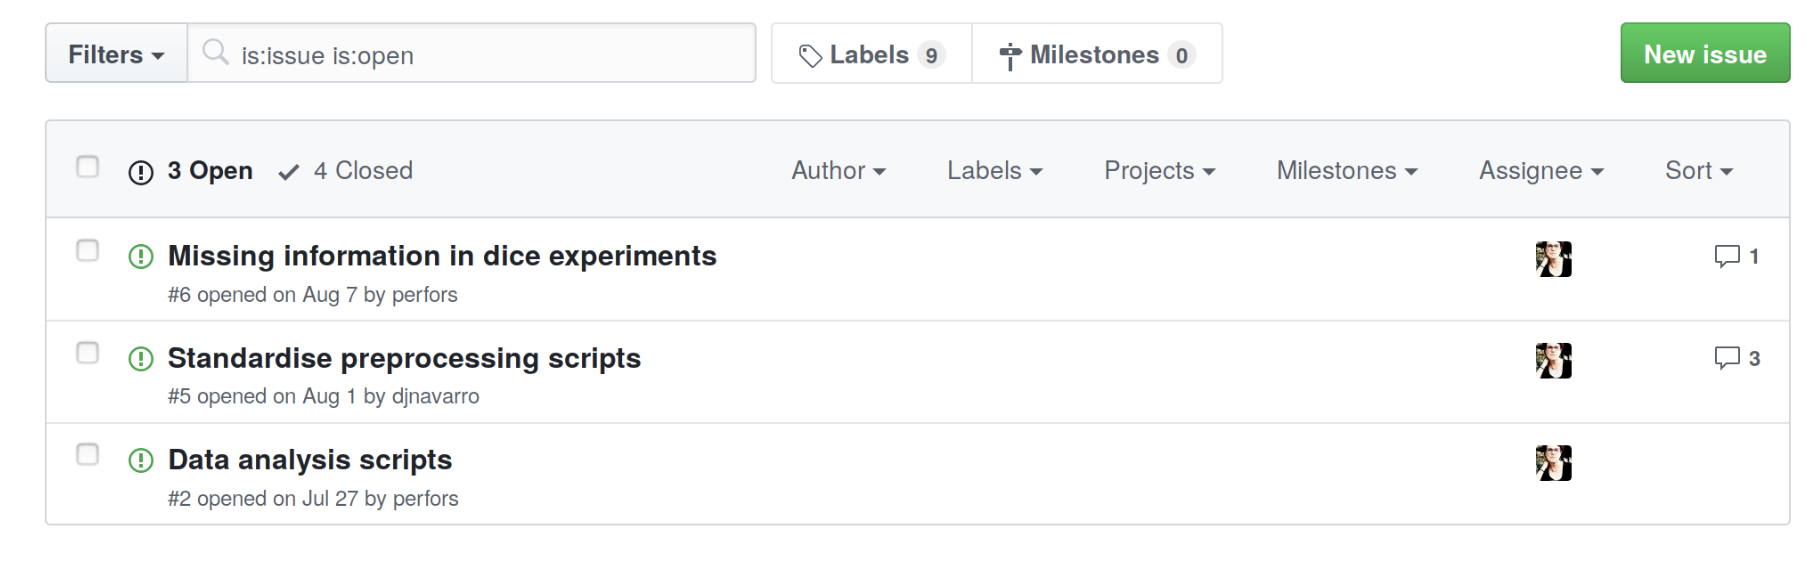 Filters is:issue is:open Labels 9 Milestones 0 New issue
3 Open 4 Closed Author Labels Projects Milestones Assignee Sort
Missing information in dice experiments 1
#6 opened on Aug 7 by perfors
Standardise preprocessing scripts 3
#5 opened on Aug 1 by djnavarro
Data analysis scripts
#2 opened on Jul 27 by perfors